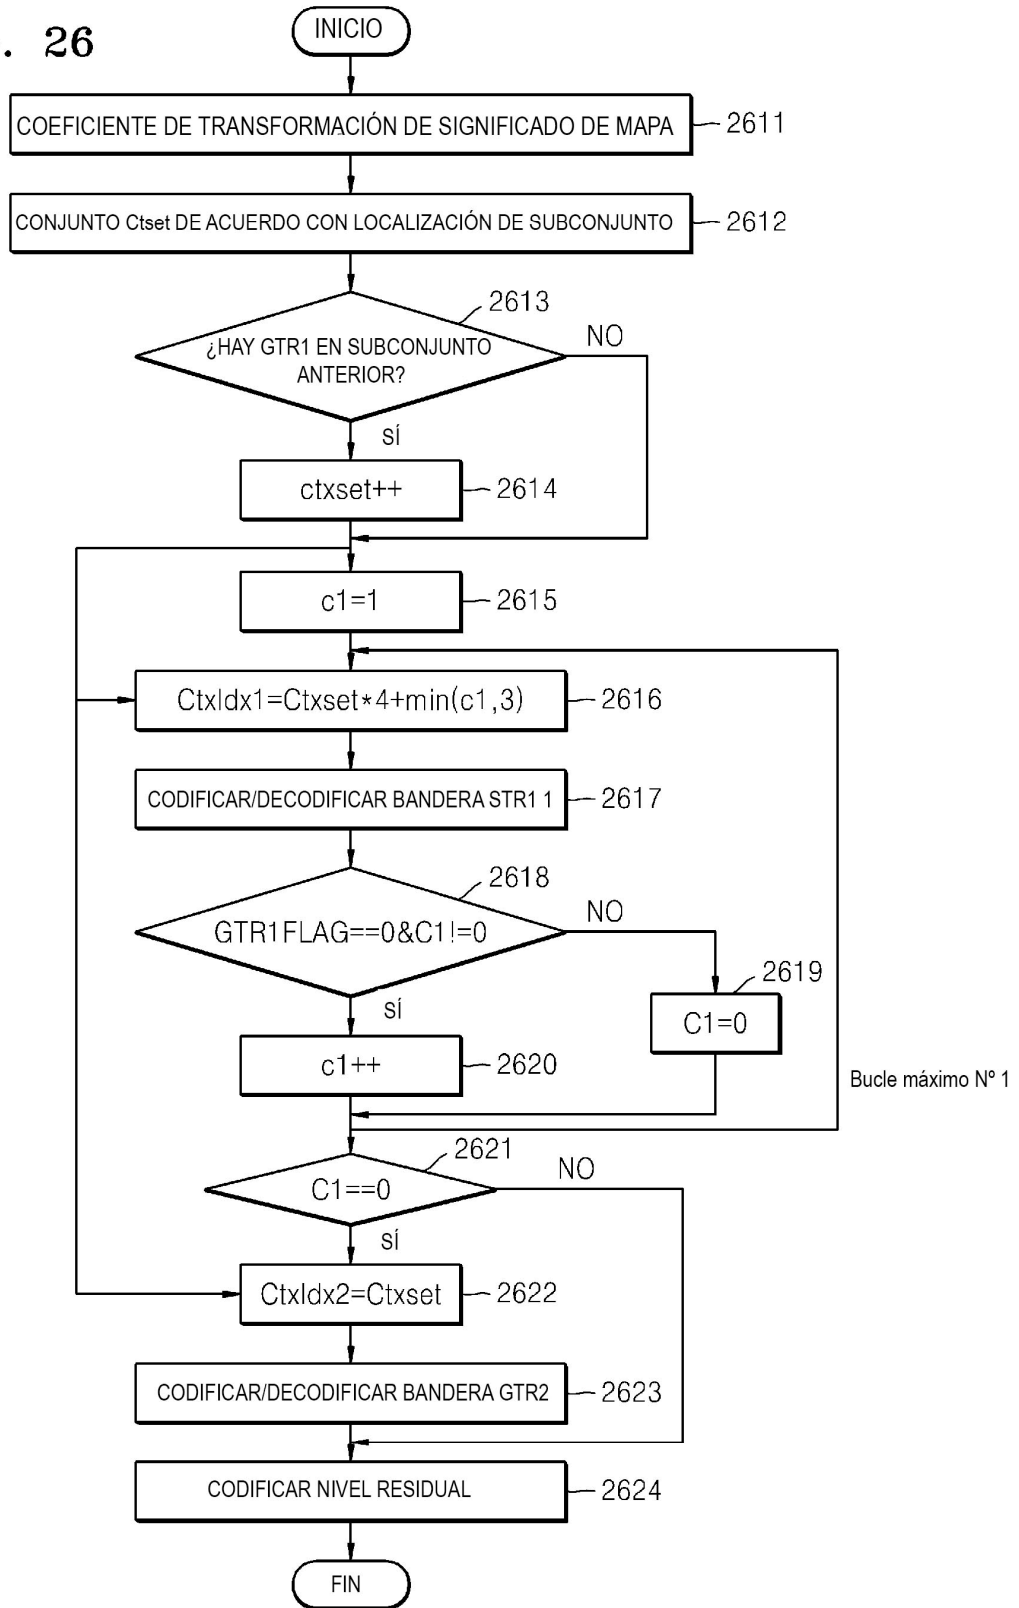 . 26
INICIO
COEFICIENTE DE TRANSFORMACIÓN DE SIGNIFICADO DE MAPA
2611
CONJUNTO Ctset DE ACUERDO CON LOCALIZACIÓN DE SUBCONJUNTO
2612
2613
¿HAY GTR1 EN SUBCONJUNTO
ANTERIOR?
NO
SÍ
ctxset++
2614
c1=1
2615
CtxIdx1=Ctxset*4+min(c1,3)
2616
CODIFICAR/DECODIFICAR BANDERA STR1 1
2617
2618
GTR1FLAG==0&C1!=0
NO
2619
C1=0
SÍ
c1++
2620
Bucle máximo Nº 1
2621
C1==0
NO
SÍ
CtxIdx2=Ctxset
2622
CODIFICAR/DECODIFICAR BANDERA GTR2
2623
CODIFICAR NIVEL RESIDUAL
2624
FIN